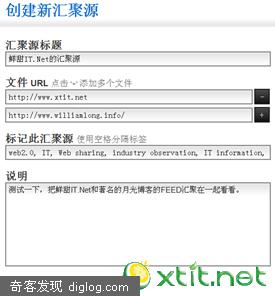 创建新汇聚源
汇聚源标题
鲜甜IT.Net的汇聚源
文件 URL 点击“+”添加多个文件
http://www.xtit.net
http://www.williamlong.info/
标记此汇聚源 使用空格分隔标签
web2.0, IT, Web sharing, industry observation, IT information,
说明
测试一下，把鲜甜IT.Net和著名的月光博客的FEED汇聚在一起看看。
xtit.net
奇客发现 diglog.com